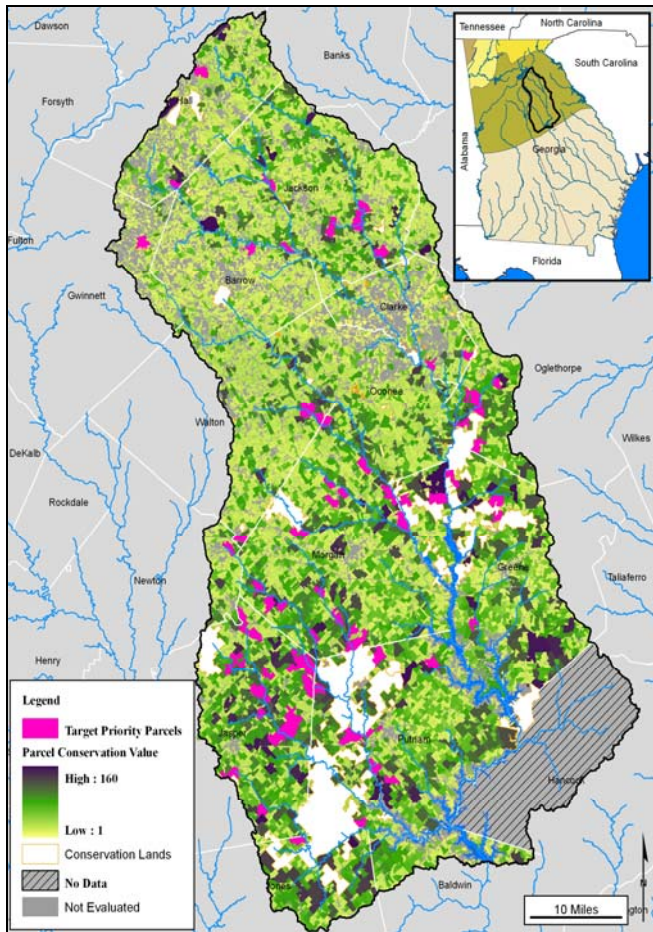 Dawson
Banks
Forsyth
Hall
Jackson
Fulton
Barrow
Gwinnett
Clarke
Oconee
Oglethorpe
Walton
DeKalb
Wilkes
Rockdale
Morgan
Newton
Greene
Taliaferro
Henry
Jasper
Putnam
Hancock
Jones
Baldwin
Tennessee
North Carolina
South Carolina
Alabama
Georgia
Florida
Legend
Target Priority Parcels
Parcel Conservation Value
High : 160
Low : 1
Conservation Lands
No Data
Not Evaluated
N
10 Miles